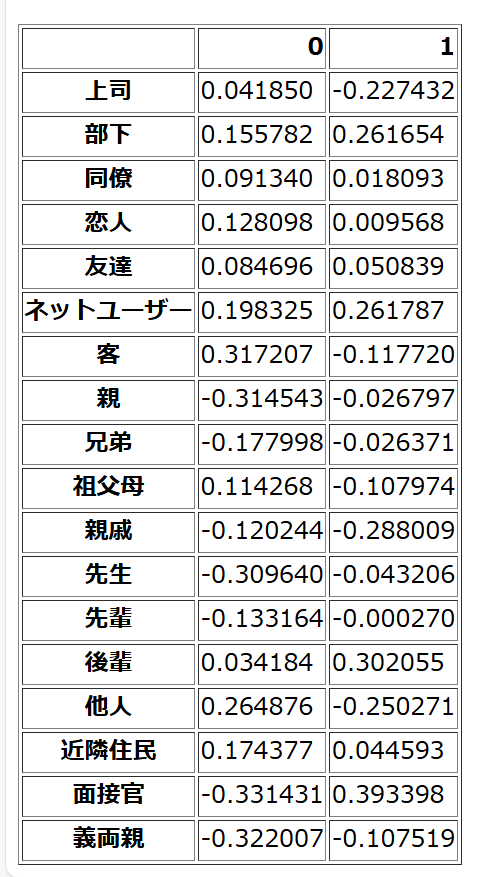 0 1
上司 0.041850 -0.227432
部下 0.155782 0.261654
同僚 0.091340 0.018093
恋人 0.128098 0.009568
友達 0.084696 0.050839
ネットユーザー 0.198325 0.261787
客 0.317207 -0.117720
親 -0.314543 -0.026797
兄弟 -0.177998 -0.026371
祖父母 0.114268 -0.107974
親戚 -0.120244 -0.288009
先生 -0.309640 -0.043206
先輩 -0.133164 -0.000270
後輩 0.034184 0.302055
他人 0.264876 -0.250271
近隣住民 0.174377 0.044593
面接官 -0.331431 0.393398
義両親 -0.322007 -0.107519